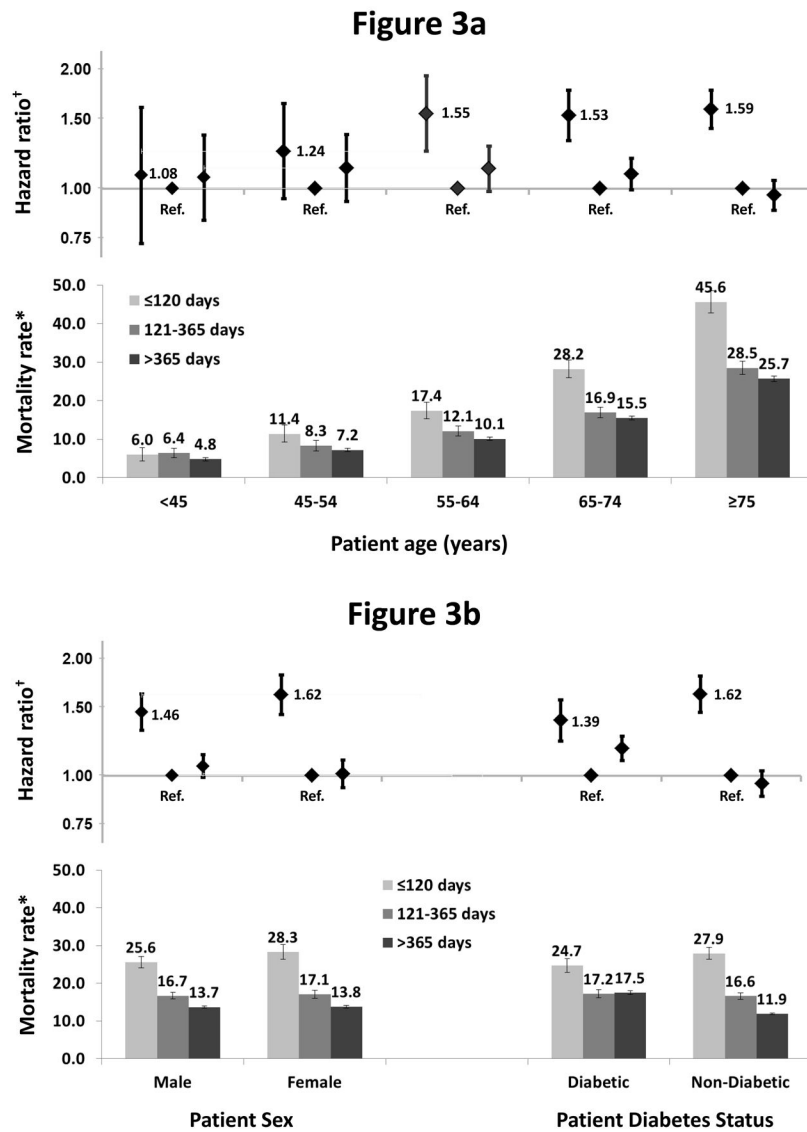 Figure 3a
Hazard ratio†
2.00
1.50
1.00
0.75
1.08
1.24
1.55
1.53
1.59
Ref. Ref. Ref. Ref. Ref.
Mortality rate*
50.0
40.0
30.0
20.0
10.0
0.0
≤120 days
121-365 days
>365 days
6.0 6.4 4.8
11.4 8.3 7.2
17.4 12.1 10.1
28.2 16.9 15.5
45.6 28.5 25.7
<45 45-54 55-64 65-74 ≥75
Patient age (years)
Figure 3b
Hazard ratio†
2.00
1.50
1.00
0.75
1.46
1.62
1.39
1.62
Ref. Ref. Ref. Ref.
Mortality rate*
50.0
40.0
30.0
20.0
10.0
0.0
≤120 days
121-365 days
>365 days
25.6 16.7 13.7
28.3 17.1 13.8
24.7 17.2 17.5
27.9 16.6 11.9
Male Female Diabetic Non-Diabetic
Patient Sex Patient Diabetes Status